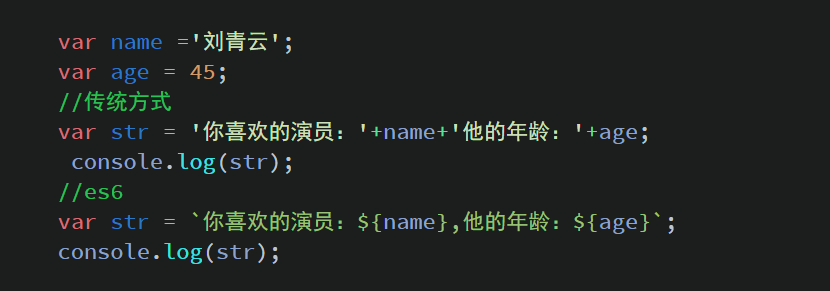 var name ='刘青云';
var age = 45;
//传统方式
var str = '你喜欢的演员：'+name+'他的年龄：'+age;
console.log(str);
//es6
var str = `你喜欢的演员：${name},他的年龄：${age}`;
console.log(str);